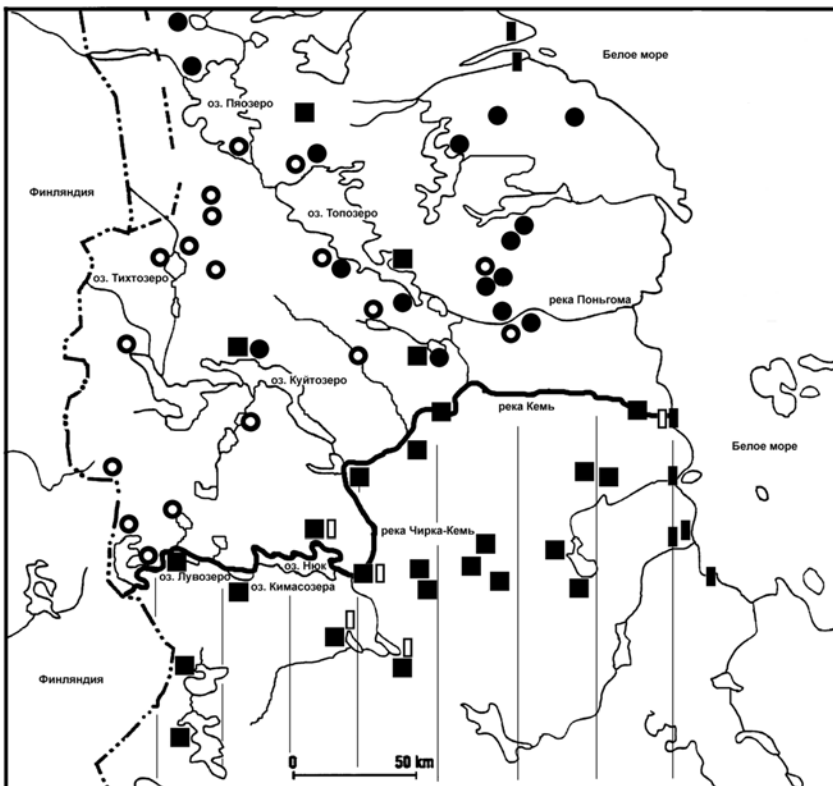 Белое море
оз. Пяозеро
Финляндия
оз. Топозеро
оз. Тихтозеро
река Поньгома
оз. Куйтозеро
река Кемь
Белое море
река Чирка-Кемь
оз. Нюк
оз. Лувозеро
оз. Кимасозера
Финляндия
0
50 km